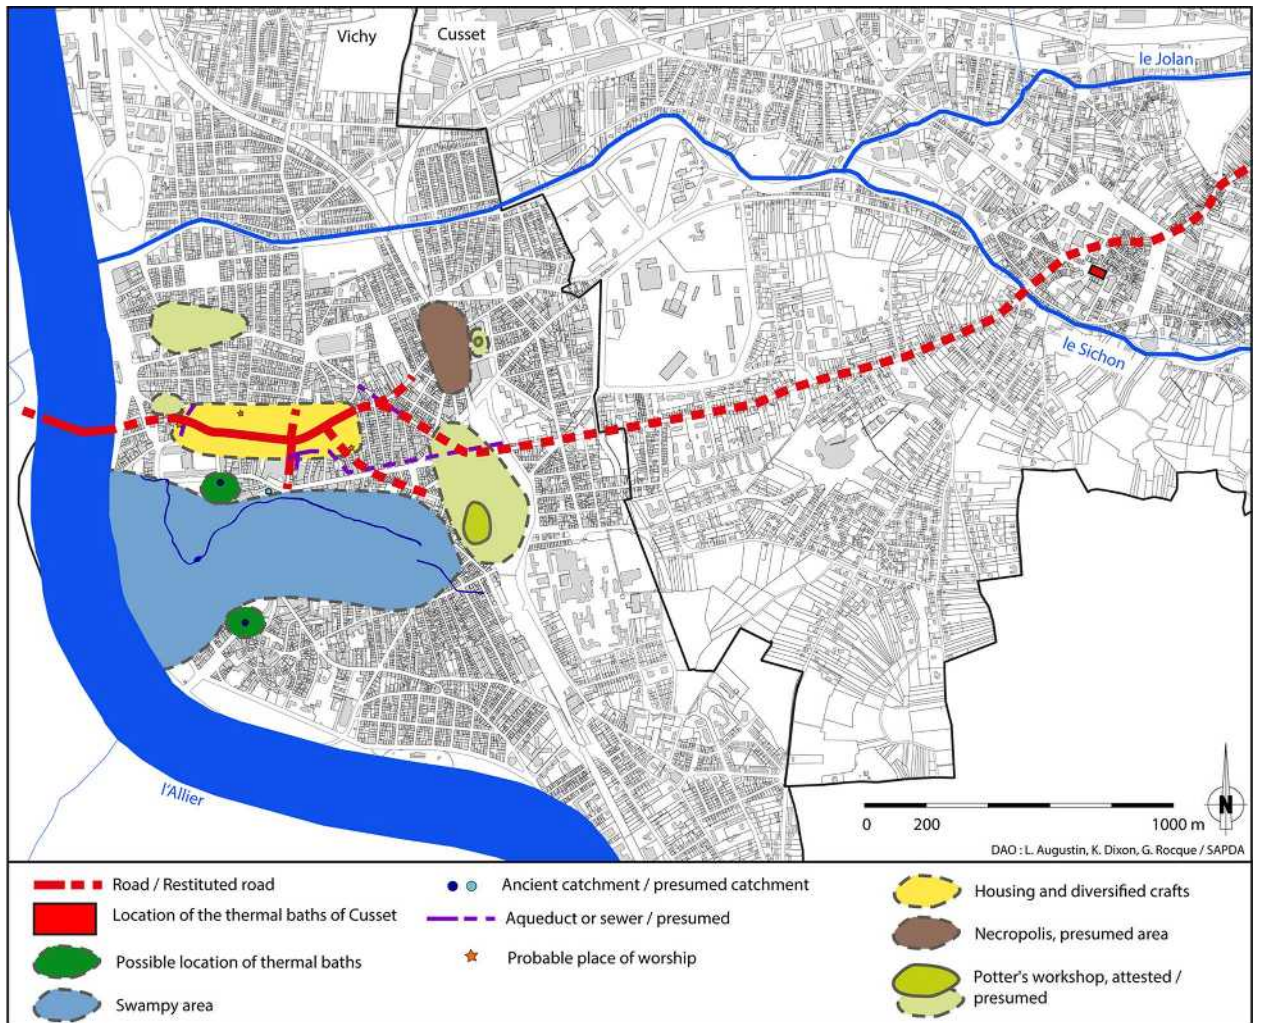 Vichy
Cusset
le Jolan
le Sichon
l'Allier
N
0 200 1000 m
DAO : L. Augustin, K. Dixon, G. Rocque / SAPDA
Road / Restituted road
Location of the thermal baths of Cusset
Possible location of thermal baths
Swampy area
Ancient catchment / presumed catchment
Aqueduct or sewer / presumed
Probable place of worship
Housing and diversified crafts
Necropolis, presumed area
Potter's workshop, attested /
presumed